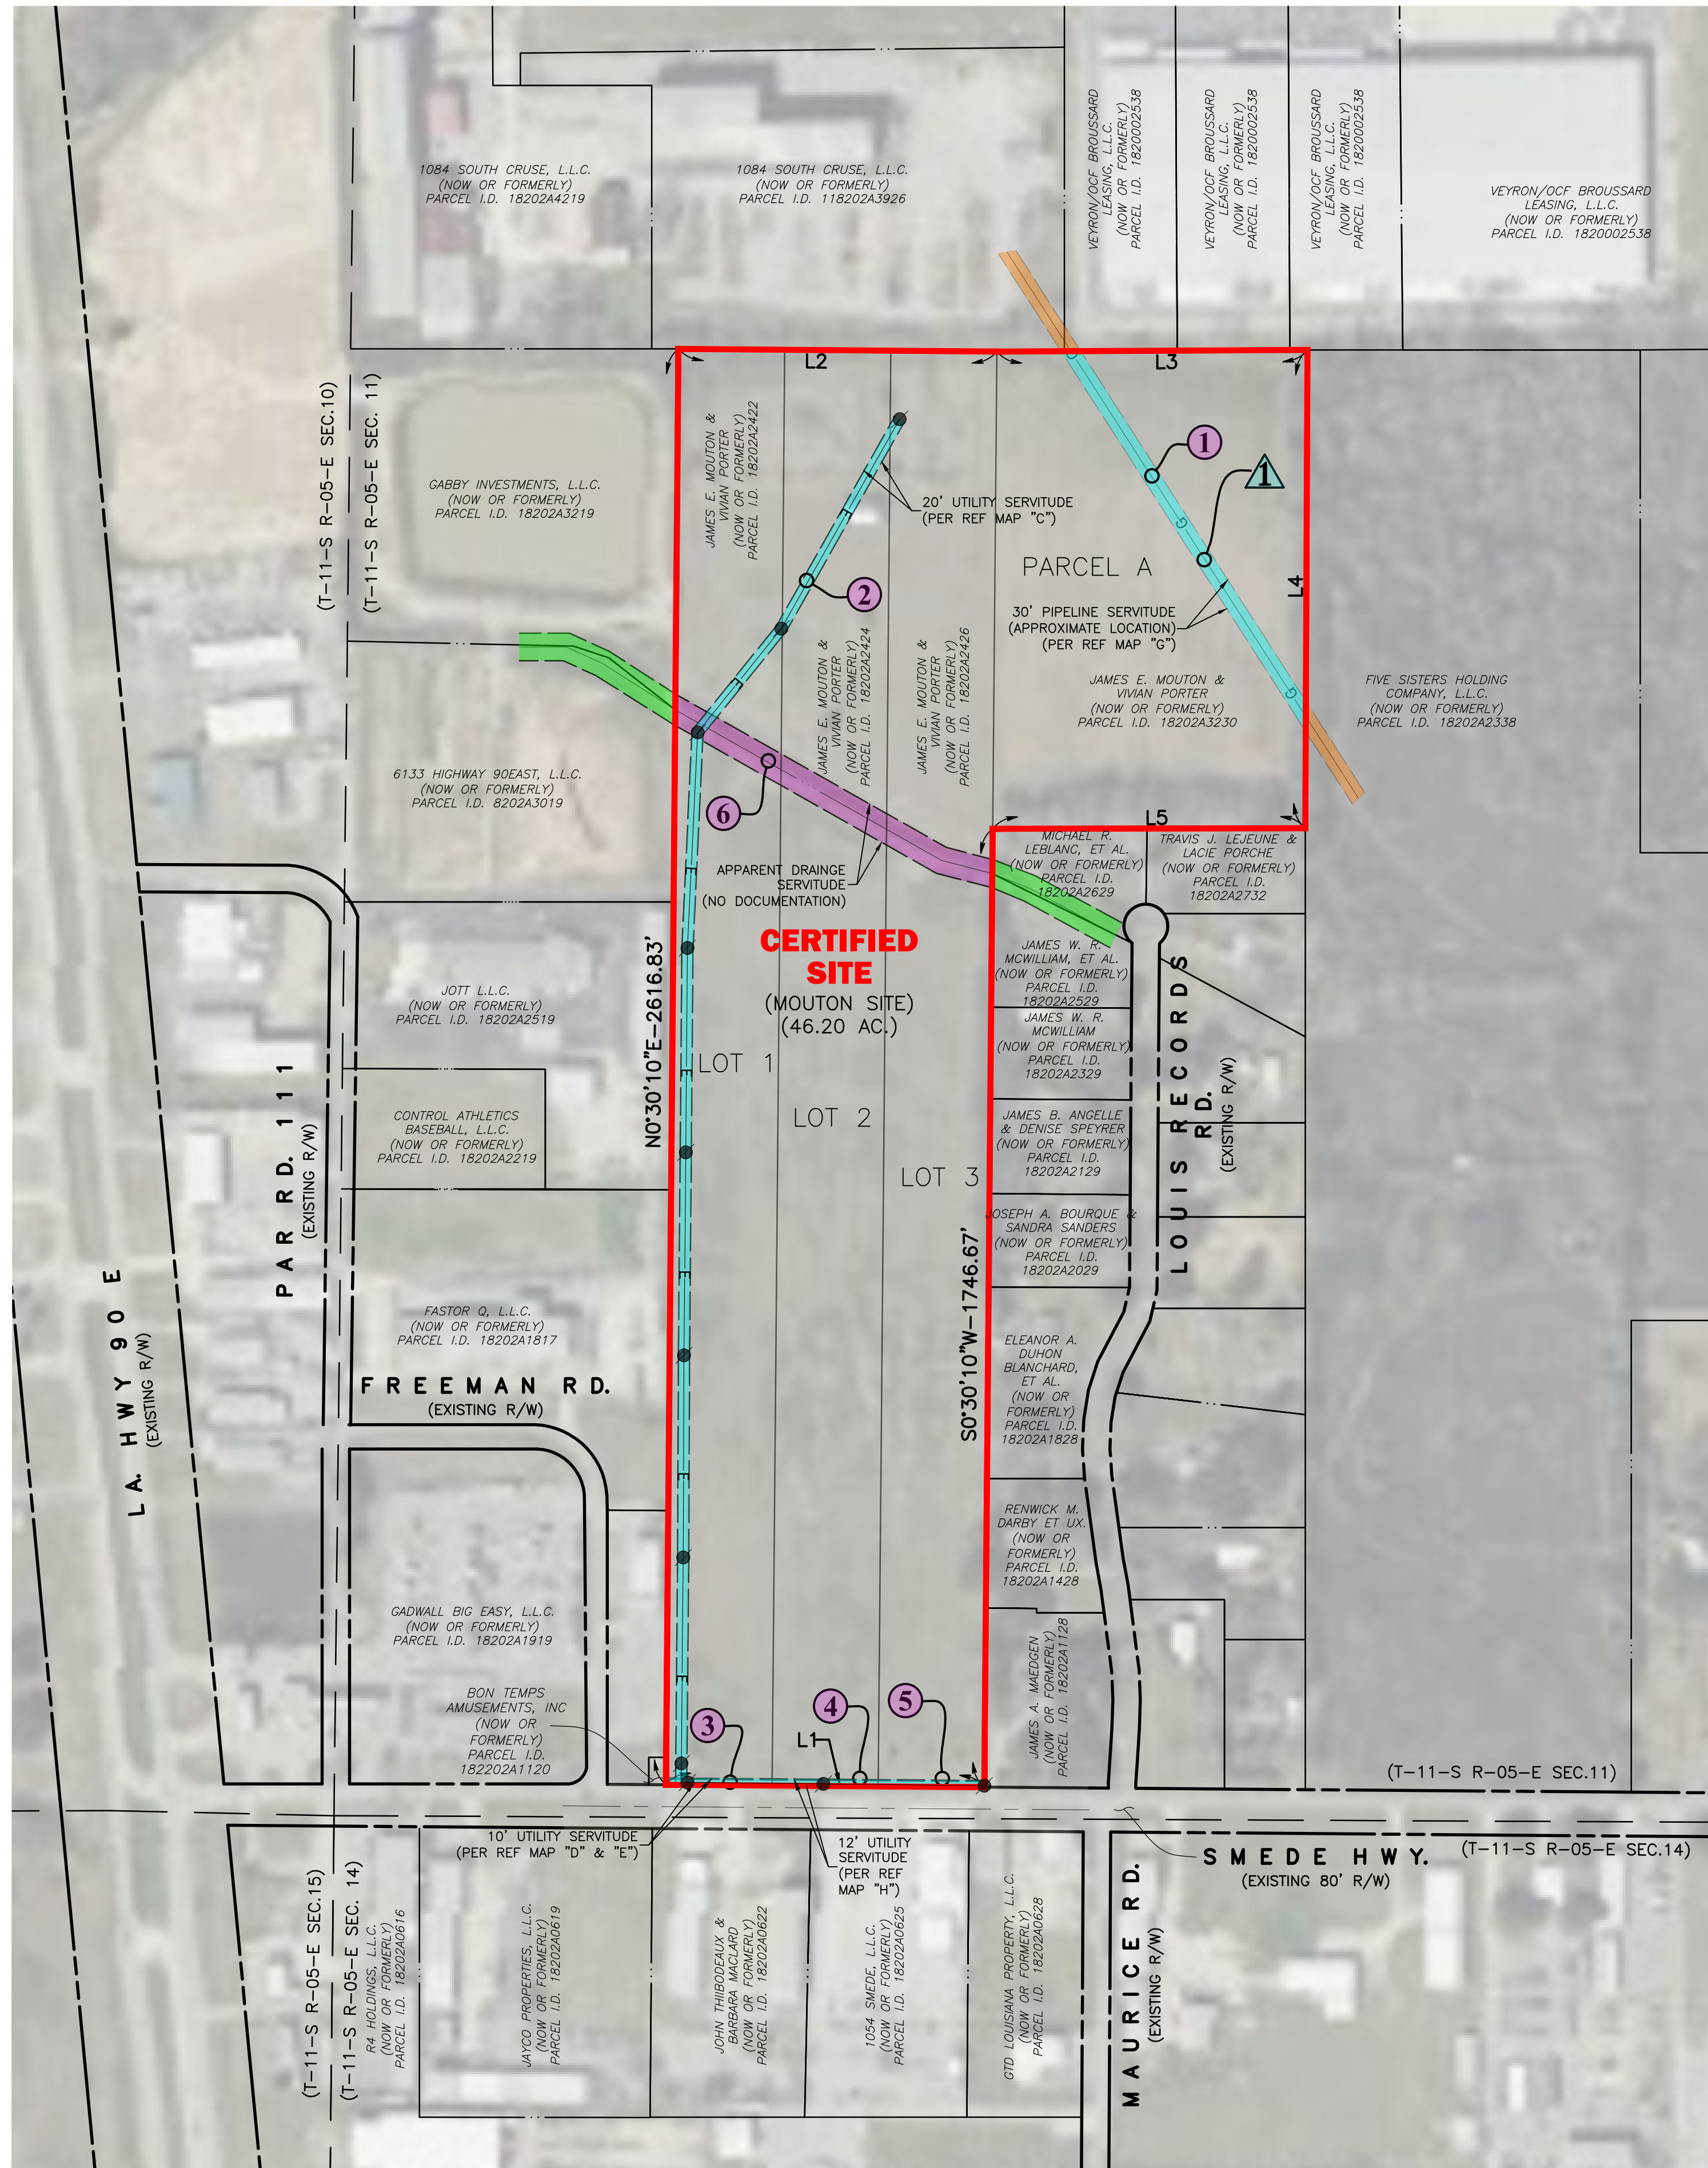 1084 SOUTH CRUSE, L.L.C.
(NOW OR FORMERLY)
PARCEL I.D. 18202A4219
1084 SOUTH CRUSE, L.L.C.
(NOW OR FORMERLY)
PARCEL I.D. 118202A3926
VEYRON/OCF BROUSSARD
LEASING, L.L.C.
(NOW OR FORMERLY)
PARCEL I.D. 1820002538
VEYRON/OCF BROUSSARD
LEASING, L.L.C.
(NOW OR FORMERLY)
PARCEL I.D. 1820002538
VEYRON/OCF BROUSSARD
LEASING, L.L.C.
(NOW OR FORMERLY)
PARCEL I.D. 1820002538
VEYRON/OCF BROUSSARD
LEASING, L.L.C.
(NOW OR FORMERLY)
PARCEL I.D. 1820002538
L2
L3
(T-11-S R-05-E SEC.10)
(T-11-S R-05-E SEC. 11)
GABBY INVESTMENTS, L.L.C.
(NOW OR FORMERLY)
PARCEL I.D. 18202A3219
JAMES E. MOUTON &
VIVIAN PORTER
(NOW OR FORMERLY)
PARCEL I.D. 18202A2422
20' UTILITY SERVITUDE
(PER REF MAP "C")
1
1
G
E
2
PARCEL A
L4
30' PIPELINE SERVITUDE
(APPROXIMATE LOCATION)
(PER REF MAP "G")
JAMES E. MOUTON &
VIVIAN PORTER
(NOW OR FORMERLY)
PARCEL I.D. 18202A2424
JAMES E. MOUTON &
VIVIAN PORTER
(NOW OR FORMERLY)
PARCEL I.D. 18202A2426
JAMES E. MOUTON &
VIVIAN PORTER
(NOW OR FORMERLY)
PARCEL I.D. 18202A3230
G
FIVE SISTERS HOLDING
COMPANY, L.L.C.
(NOW OR FORMERLY)
PARCEL I.D. 18202A2338
E
6133 HIGHWAY 90EAST, L.L.C.
(NOW OR FORMERLY)
PARCEL I.D. 8202A3019
6
APPARENT DRAINGE
SERVITUDE
(NO DOCUMENTATION)
E
L5
MICHAEL R.
LEBLANC, ET AL.
(NOW OR FORMERLY)
PARCEL I.D.
18202A2629
TRAVIS J. LEJEUNE &
LACIE PORCHE
(NOW OR FORMERLY)
PARCEL I.D.
18202A2732
CERTIFIED
SITE
(MOUTON SITE)
(46.20 AC.)
N0°30'10"E-2616.83'
LOT 1
LOT 2
LOT 3
S0°30'10"W-1746.67'
JAMES W. R.
MCWILLIAM, ET AL.
(NOW OR FORMERLY)
PARCEL I.D.
18202A2529
JAMES W. R.
MCWILLIAM
(NOW OR FORMERLY)
PARCEL I.D.
18202A2329
JAMES B. ANGELLE
& DENISE SPEYRER
(NOW OR FORMERLY)
PARCEL I.D.
18202A2129
JOSEPH A. BOURQUE &
SANDRA SANDERS
(NOW OR FORMERLY)
PARCEL I.D.
18202A2029
LOUIS RECORDS
RD.
(EXISTING R/W)
JOTT L.L.C.
(NOW OR FORMERLY)
PARCEL I.D. 18202A2519
CONTROL ATHLETICS
BASEBALL, L.L.C.
(NOW OR FORMERLY)
PARCEL I.D. 18202A2219
PAR RD. 111
(EXISTING R/W)
LA. HWY 90 E
(EXISTING R/W)
E
E
FASTOR Q, L.L.C.
(NOW OR FORMERLY)
PARCEL I.D. 18202A1817
FREEMAN RD.
(EXISTING R/W)
ELEANOR A.
DUHON
BLANCHARD,
ET AL.
(NOW OR
FORMERLY)
PARCEL I.D.
18202A1828
E
RENWICK M.
DARBY ET UX.
(NOW OR
FORMERLY)
PARCEL I.D.
18202A1428
GADWALL BIG EASY, L.L.C.
(NOW OR FORMERLY)
PARCEL I.D. 18202A1919
JAMES A. MAEDGEN
(NOW OR FORMERLY)
PARCEL I.D. 18202A1128
BON TEMPS
AMUSEMENTS, INC
(NOW OR
FORMERLY)
PARCEL I.D.
182202A1120
E
3
4
5
L1
(T-11-S R-05-E SEC.11)
10' UTILITY SERVITUDE
(PER REF MAP "D" & "E")
12' UTILITY
SERVITUDE
(PER REF
MAP "H")
SMEDE HWY.
(EXISTING 80' R/W)
(T-11-S R-05-E SEC.14)
(T-11-S R-05-E SEC.15)
(T-11-S R-05-E SEC. 14)
R4 HOLDINGS, L.L.C.
(NOW OR FORMERLY)
PARCEL I.D. 18202A0616
JAYCO PROPERTIES, L.L.C.
(NOW OR FORMERLY)
PARCEL I.D. 18202A0619
JOHN THIIBODEAUX &
BARBARA MACLARD
(NOW OR FORMERLY)
PARCEL I.D. 18202A0622
1054 SMEDE, L.L.C.
(NOW OR FORMERLY)
PARCEL I.D. 18202A0625
GTD LOUISIANA PROPERTY, L.L.C.
(NOW OR FORMERLY)
PARCEL I.D. 18202A0628
MAURICE RD.
(EXISTING R/W)